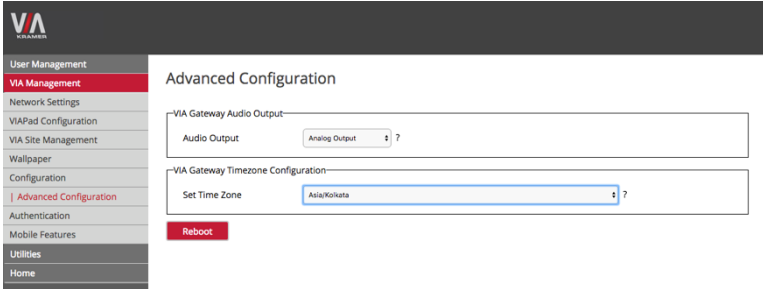 VIA
KRAMER
User Management
VIA Management
Network Settings
VIAPad Configuration
VIA Site Management
Wallpaper
Configuration
| Advanced Configuration
Authentication
Mobile Features
Utilities
Home
Advanced Configuration
VIA Gateway Audio Output
Audio Output Analog Output ?
VIA Gateway Timezone Configuration
Set Time Zone Asia/Kolkata ?
Reboot